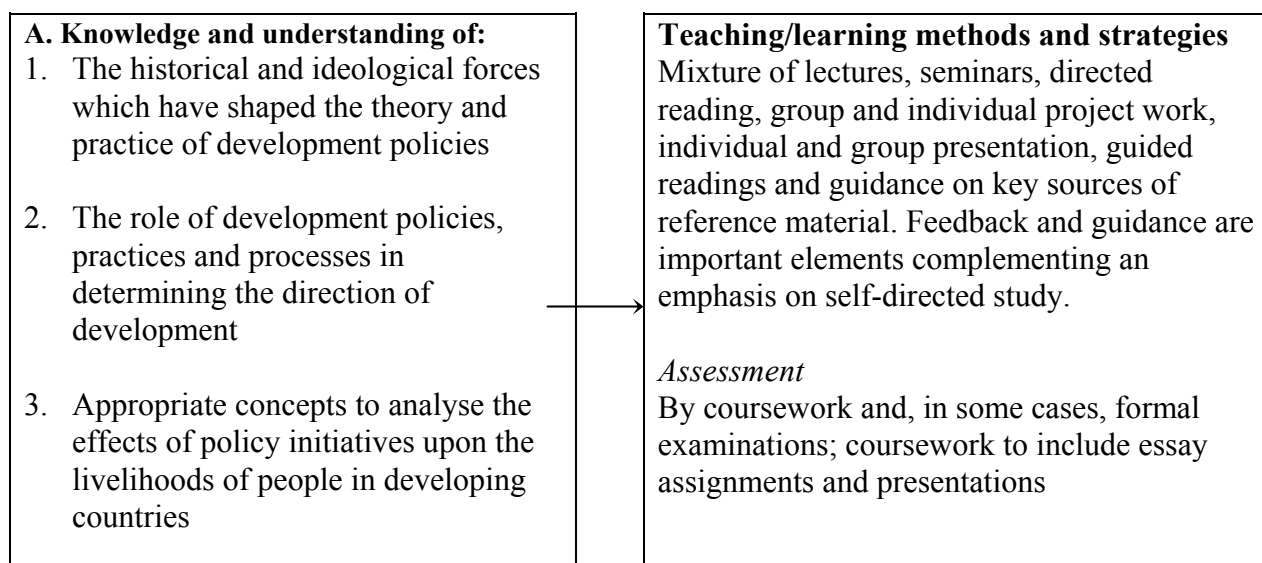 A. Knowledge and understanding of:
1. The historical and ideological forces
which have shaped the theory and
practice of development policies
2. The role of development policies,
practices and processes in
determining the direction of
development
3. Appropriate concepts to analyse the
effects of policy initiatives upon the
livelihoods of people in developing
countries
Teaching/learning methods and strategies
Mixture of lectures, seminars, directed
reading, group and individual project work,
individual and group presentation, guided
readings and guidance on key sources of
reference material. Feedback and guidance are
important elements complementing an
emphasis on self-directed study.
Assessment
By coursework and, in some cases, formal
examinations; coursework to include essay
assignments and presentations